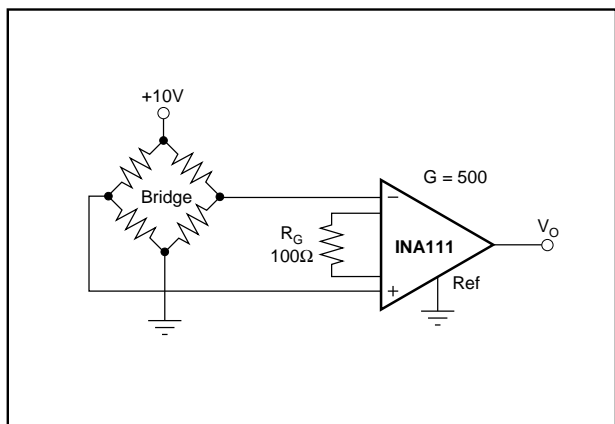 +10V
Bridge
G = 500
−
R_G
100Ω
INA111
V_O
+
Ref